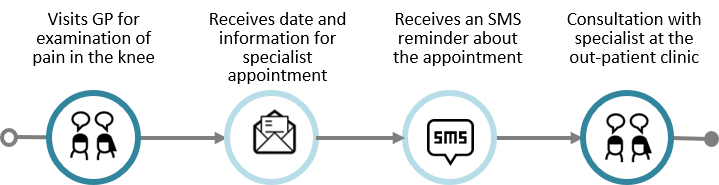 Visits GP for
examination of
pain in the knee
Receives date and
information for
specialist
appointment
Receives an SMS
reminder about
the appointment
Consultation with
specialist at the
out-patient clinic
SMS